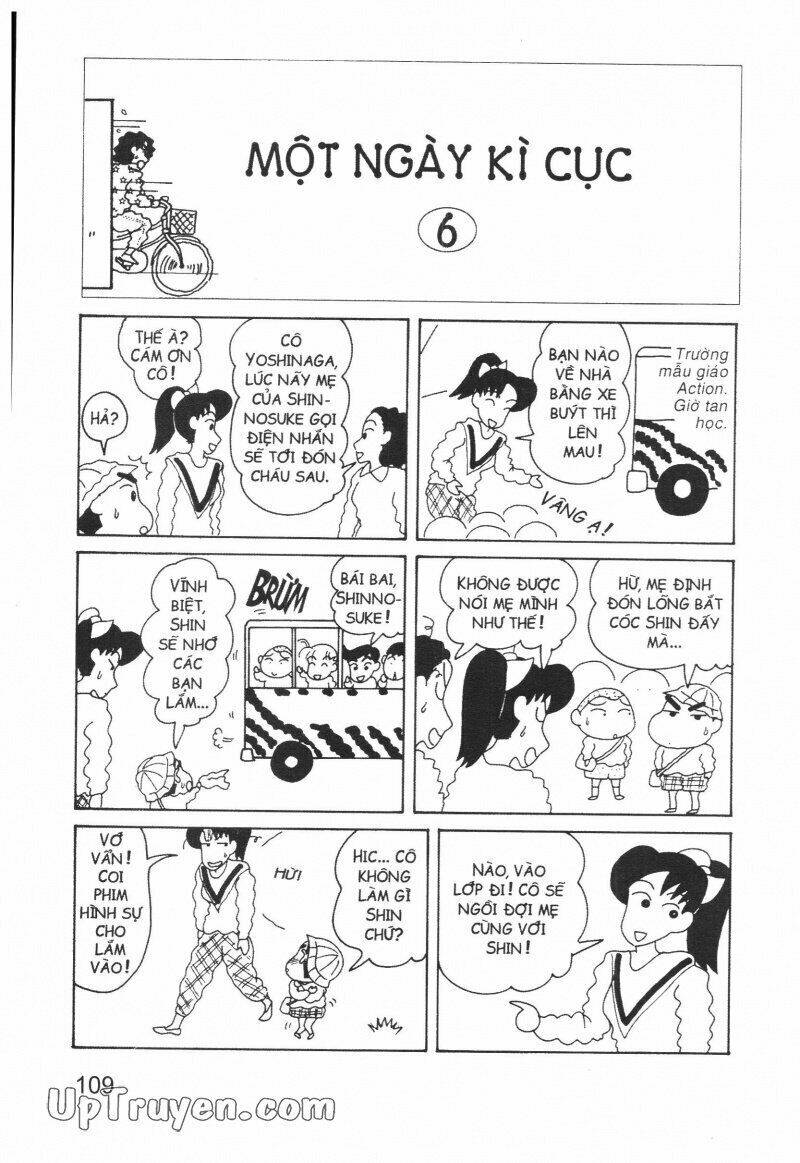 MỘT NGÀY KÌ CỤC
6
Trường
mẫu giáo
Action.
Giờ tan
học.
BẠN NÀO
VỀ NHÀ
BẰNG XE
BUÝT THÌ
LÊN
MAU!
VÂNG Ạ!
CÔ
YOSHINAGA,
LÚC NÃY MẸ
CỦA SHIN-
NOSUKE GỌI
ĐIỆN NHẮN
SẼ TỚI ĐÓN
CHÁU SAU.
THẾ À?
CÁM ƠN
CÔ!
HẢ?
HỪ, MẸ ĐỊNH
ĐÓN LÕNG BẮT
CÓC SHIN ĐẤY
MÀ...
KHÔNG ĐƯỢC
NÓI MẸ MÌNH
NHƯ THẾ!
BÁI BAI,
SHINNO-
SUKE!
BRỪM
VĨNH
BIỆT,
SHIN
SẼ NHỚ
CÁC
BẠN
LẮM...
NÀO, VÀO
LỚP ĐI! CÔ SẼ
NGỒI ĐỢI MẸ
CÙNG VỚI
SHIN!
HIC... CÔ
KHÔNG
LÀM GÌ
SHIN
CHỨ?
HỪ!
VỚ
VẨN!
COI
PHIM
HÌNH SỰ
CHO
LẮM
VÀO!
109
UpTruyen.com